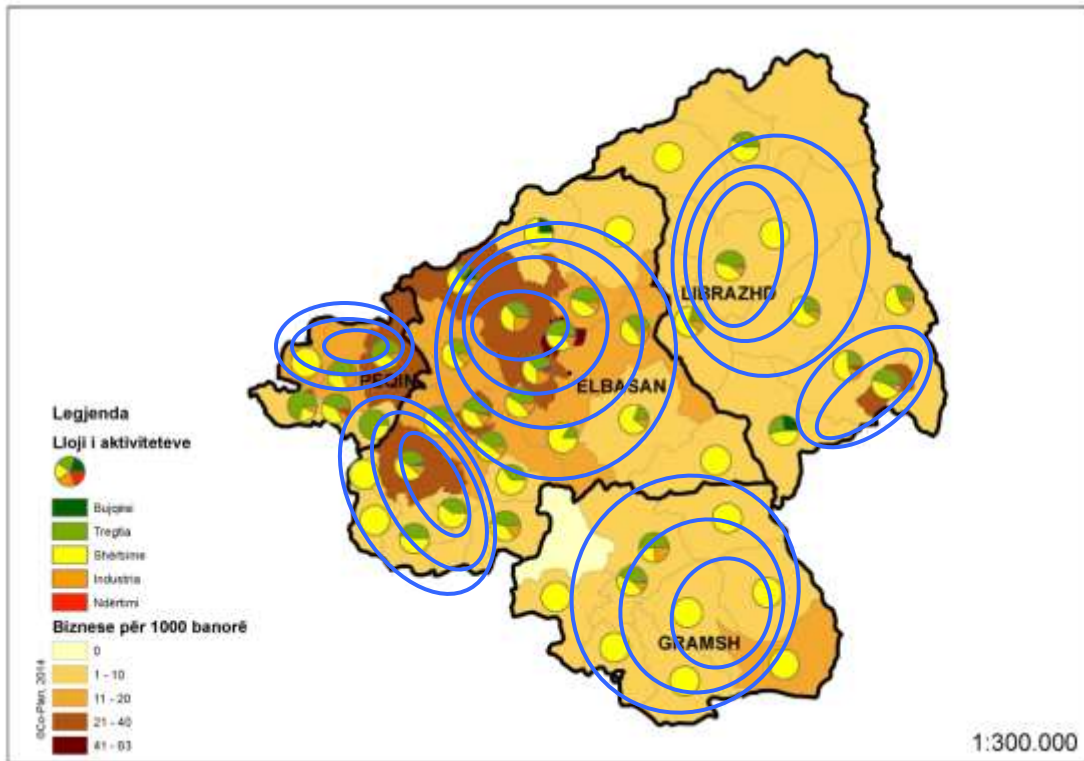 LIBRAZHD
PEQIN
ELBASAN
GRAMSH
Legjenda
Lloji i aktiviteteve
Bujqësi
Tregtia
Shërbime
Industria
Ndërtimi
Biznese për 1000 banorë
0
1 - 10
11 - 20
21 - 40
41 - 63
©Co-Plan, 2014
1:300.000